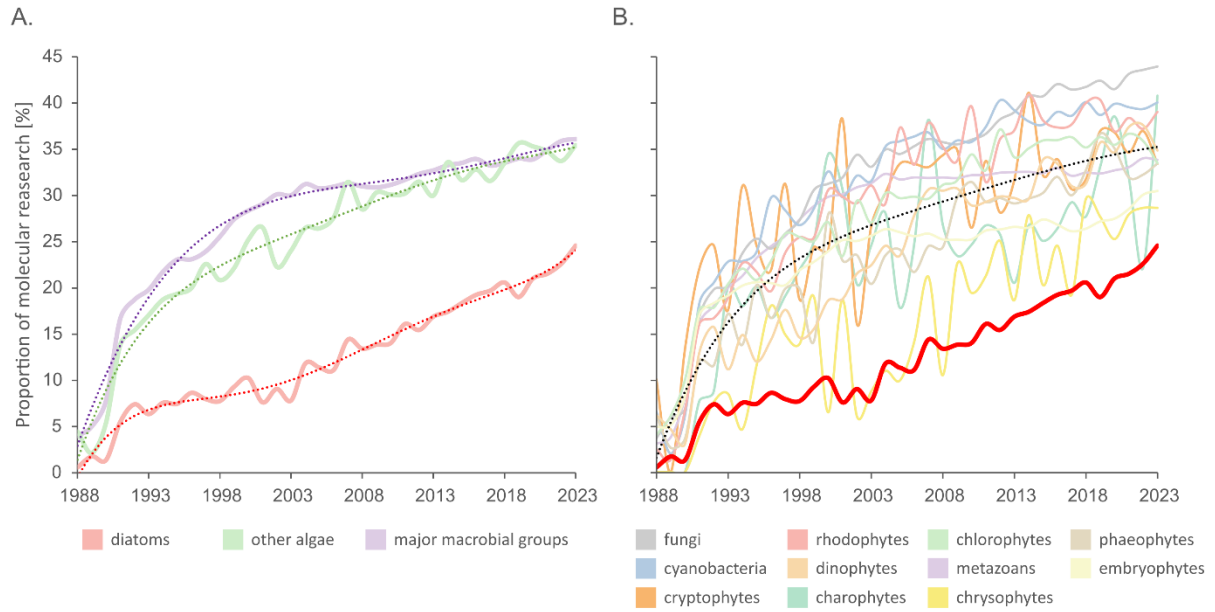 A.
B.
Proportion of molecular reasearch [%]
45
40
35
30
25
20
15
10
5
0
1988 1993 1998 2003 2008 2013 2018 2023
1988 1993 1998 2003 2008 2013 2018 2023
diatoms other algae major macrobial groups
fungi rhodophytes chlorophytes phaeophytes
cyanobacteria dinophytes metazoans embryophytes
cryptophytes charophytes chrysophytes